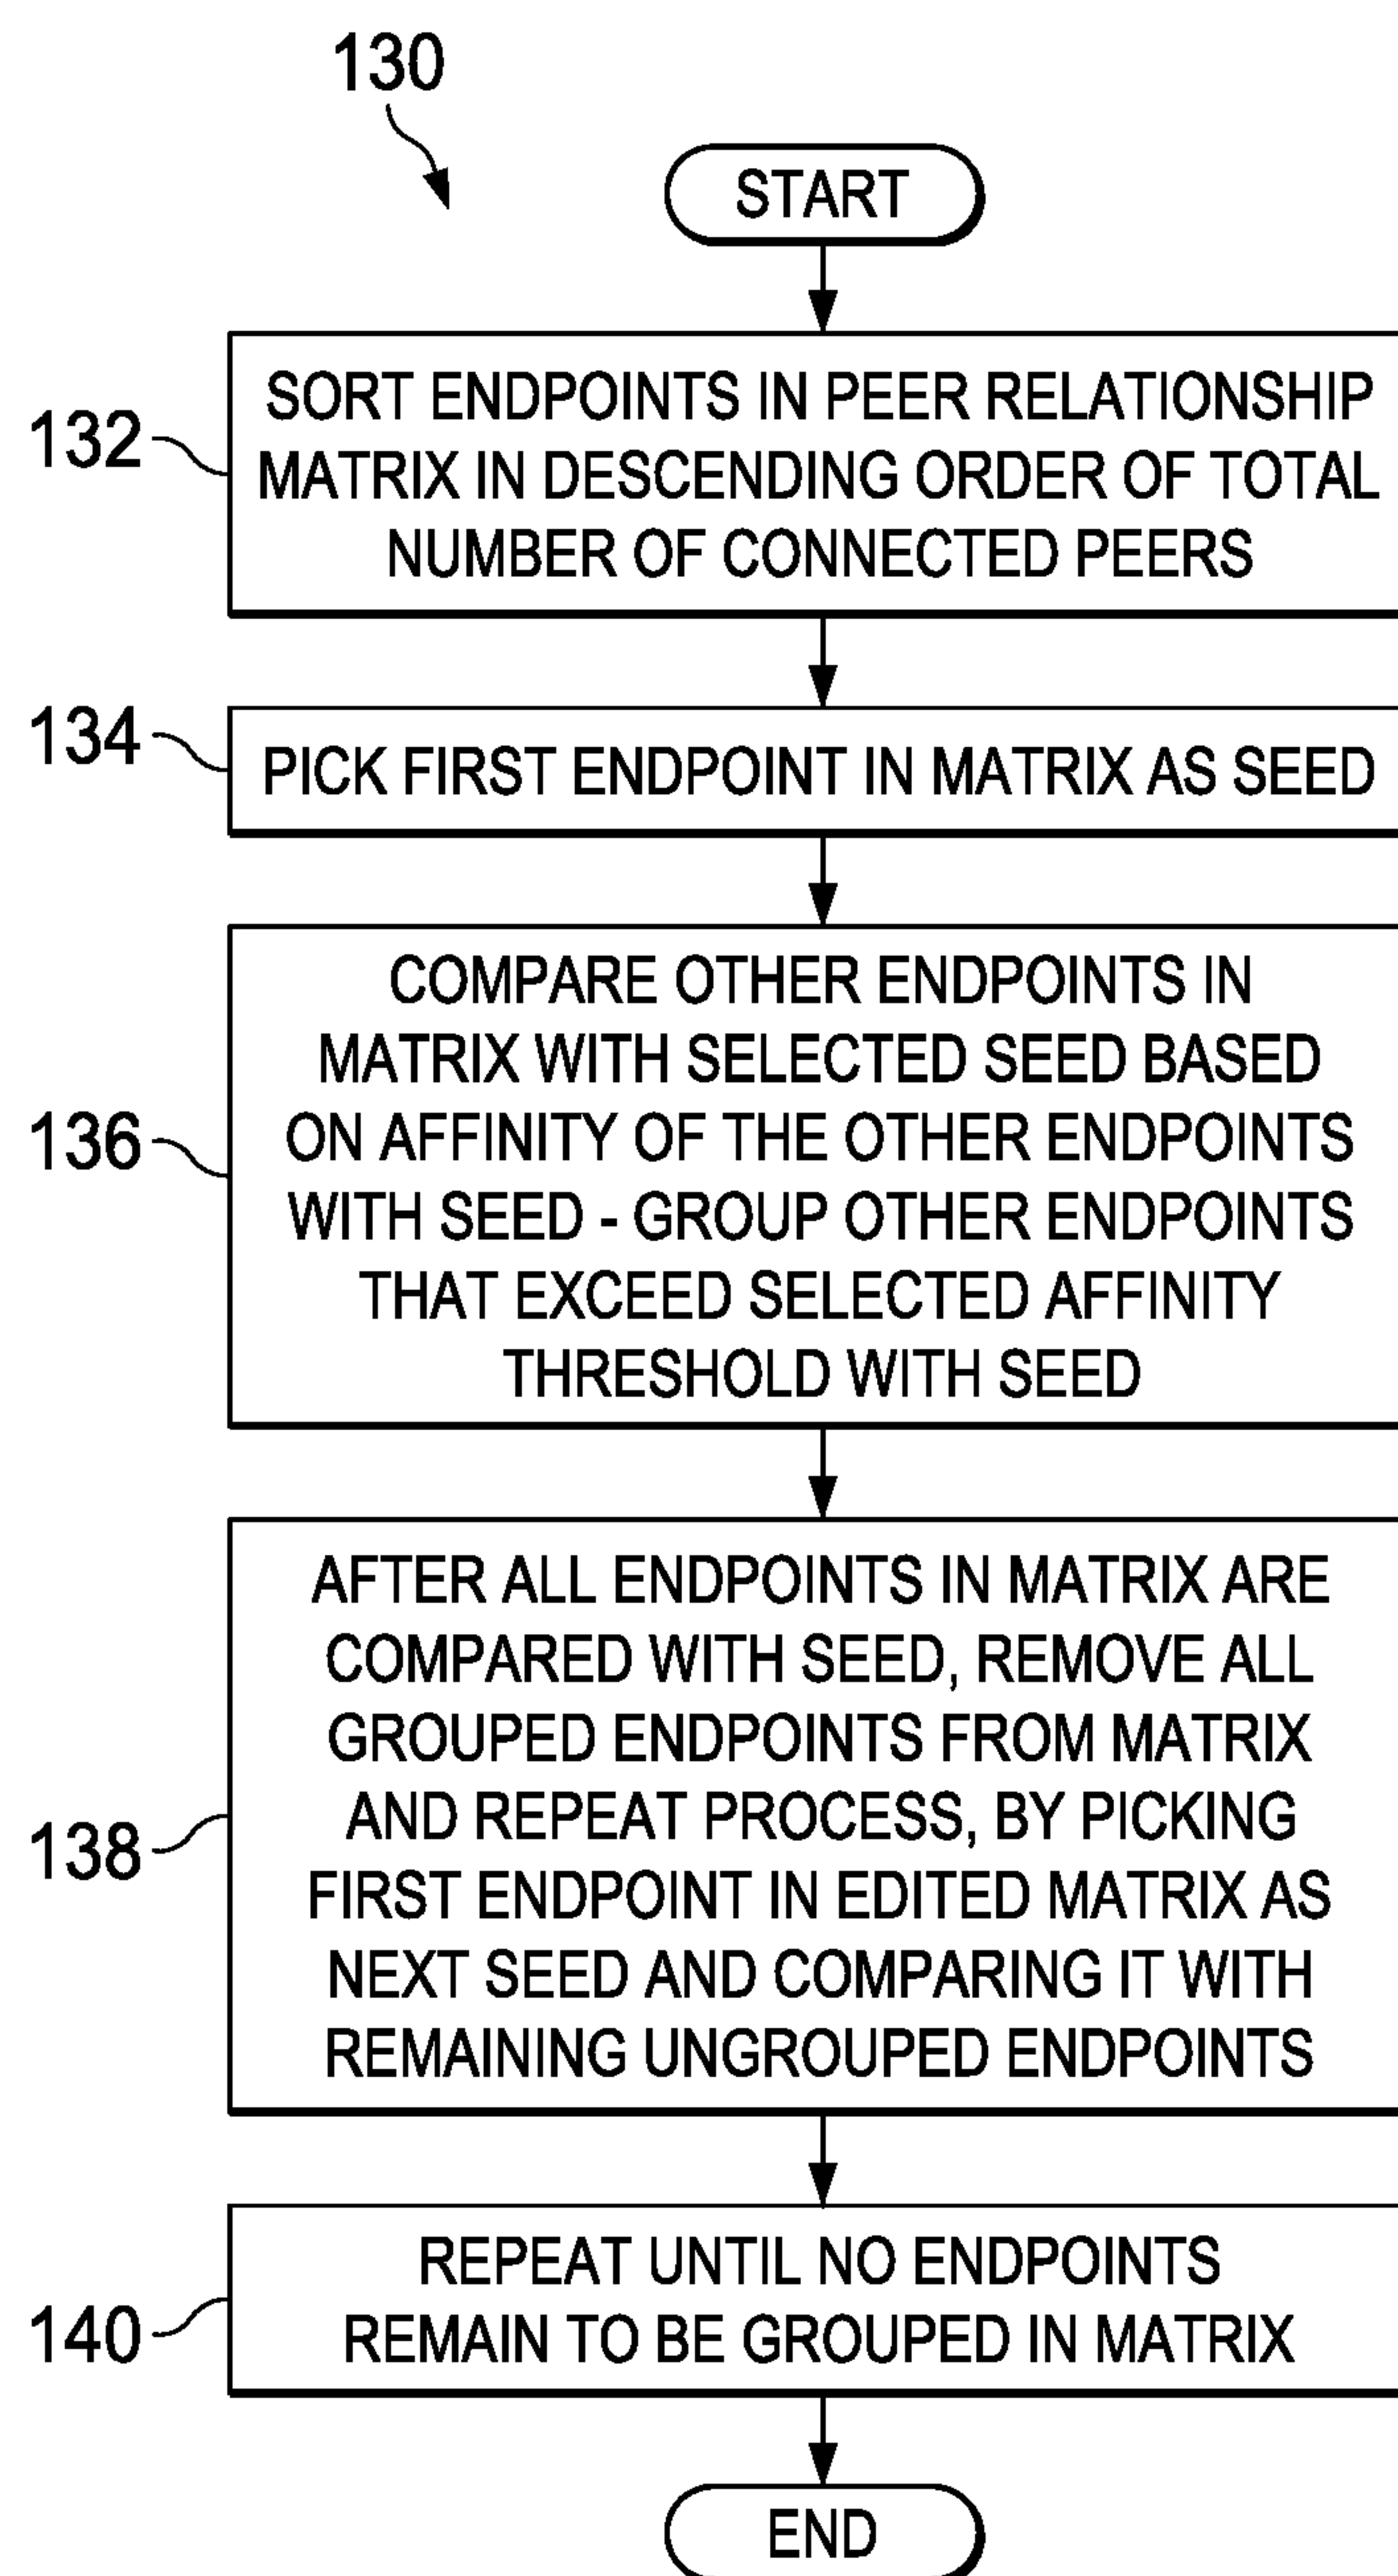 130
START
132
SORT ENDPOINTS IN PEER RELATIONSHIP
MATRIX IN DESCENDING ORDER OF TOTAL
NUMBER OF CONNECTED PEERS
134
PICK FIRST ENDPOINT IN MATRIX AS SEED
136
COMPARE OTHER ENDPOINTS IN
MATRIX WITH SELECTED SEED BASED
ON AFFINITY OF THE OTHER ENDPOINTS
WITH SEED - GROUP OTHER ENDPOINTS
THAT EXCEED SELECTED AFFINITY
THRESHOLD WITH SEED
138
AFTER ALL ENDPOINTS IN MATRIX ARE
COMPARED WITH SEED, REMOVE ALL
GROUPED ENDPOINTS FROM MATRIX
AND REPEAT PROCESS, BY PICKING
FIRST ENDPOINT IN EDITED MATRIX AS
NEXT SEED AND COMPARING IT WITH
REMAINING UNGROUPED ENDPOINTS
140
REPEAT UNTIL NO ENDPOINTS
REMAIN TO BE GROUPED IN MATRIX
END